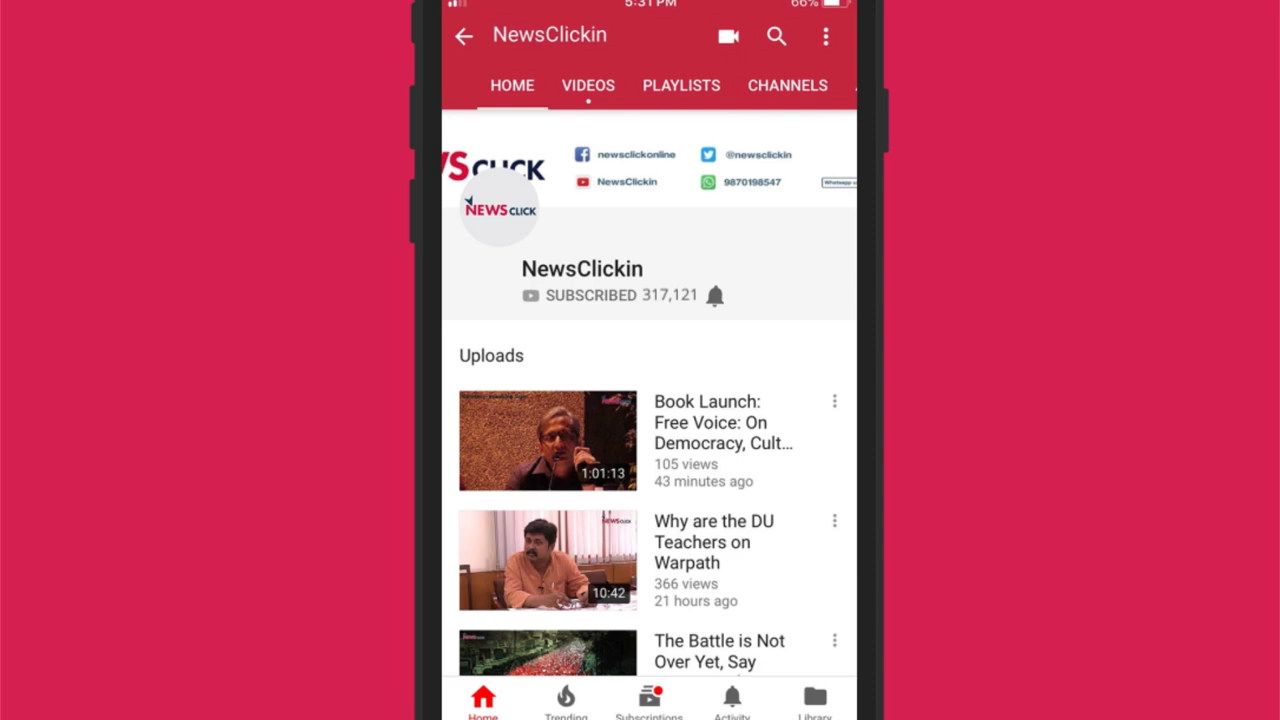 5:31 PM
66%
NewsClickin
HOME VIDEOS PLAYLISTS CHANNELS
WS CLICK
newsclickonline
@newsclickin
NewsClickin
9870198547
Whatsapp
NEWS CLICK
NewsClickin
SUBSCRIBED 317,121
Uploads
Book Launch:
Free Voice: On
Democracy, Cult...
105 views
43 minutes ago
1:01:13
Why are the DU
Teachers on
Warpath
366 views
21 hours ago
NEWSCLICK
10:42
The Battle is Not
Over Yet, Say
Home Trending Subscriptions Activity Library